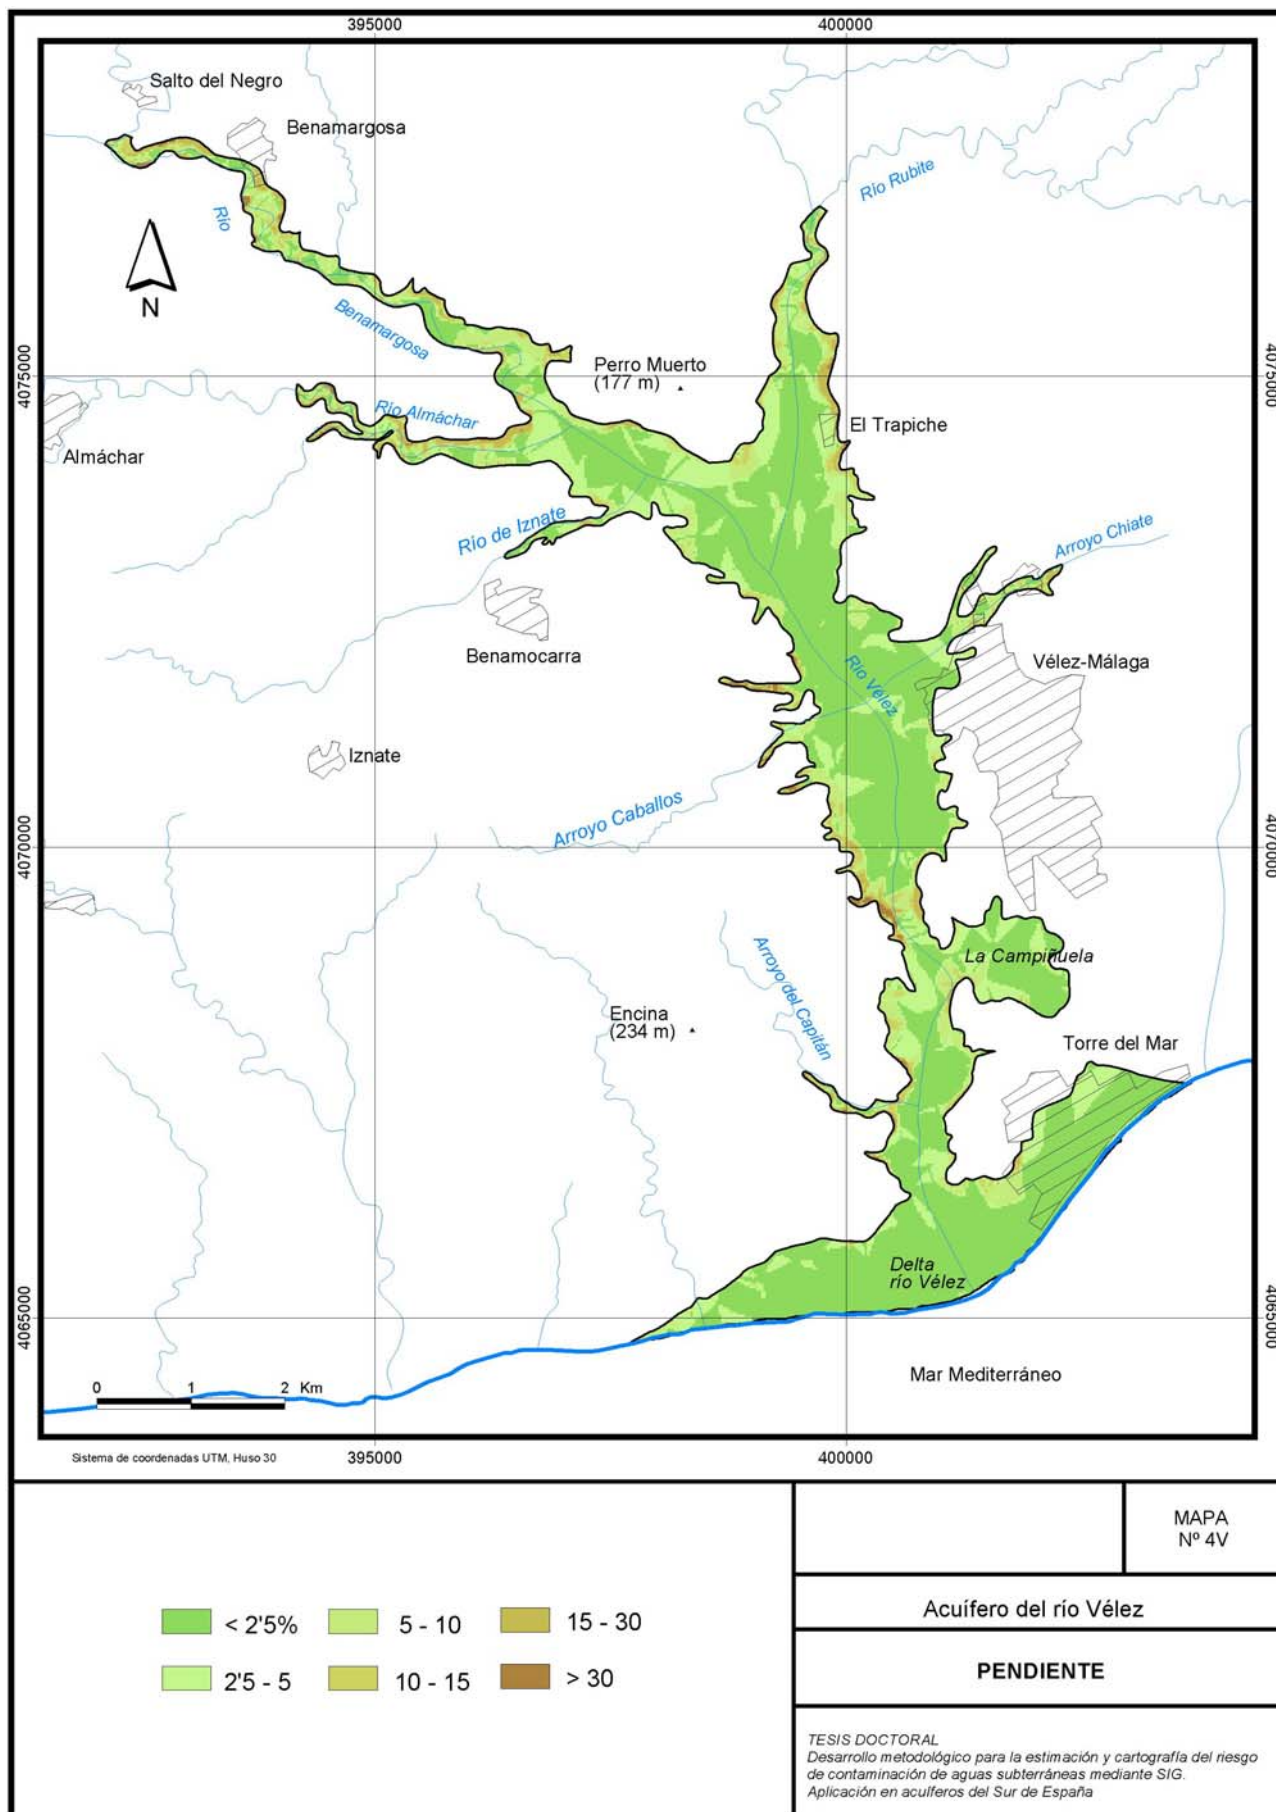 395000
400000
Salto del Negro
Benamargosa
Río Rubite
Río
N
Benamargosa
4075000
4075000
Perro Muerto
(177 m)
Río Almáchar
El Trapiche
Almáchar
Río de Iznate
Arroyo Chiate
Benamocarra
Río Vélez
Vélez-Málaga
Iznate
Arroyo Caballos
4070000
4070000
La Campiñuela
Arroyo del Capitán
Encina
(234 m)
Torre del Mar
Delta
río Vélez
4065000
4065000
Mar Mediterráneo
0 1 2 Km
Sistema de coordenadas UTM, Huso 30
395000
400000
MAPA
Nº 4V
< 2'5%
5 - 10
15 - 30
2'5 - 5
10 - 15
> 30
Acuífero del río Vélez
PENDIENTE
TESIS DOCTORAL
Desarrollo metodológico para la estimación y cartografía del riesgo
de contaminación de aguas subterráneas mediante SIG.
Aplicación en acuíferos del Sur de España